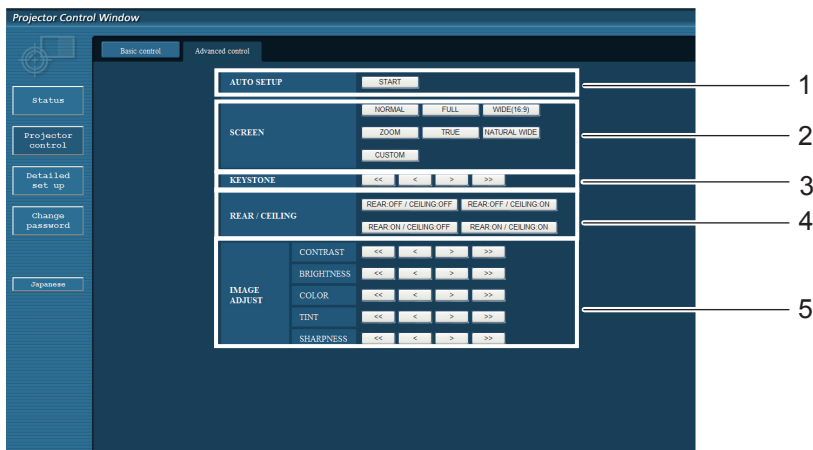 Projector Control Window
Basic control Advanced control
AUTO SETUP START 1
Status
NORMAL FULL WIDE(16:9)
SCREEN ZOOM TRUE NATURAL WIDE 2
Projector
control
CUSTOM
KEYSTONE << < > >> 3
Detailed
set up
REAR:OFF / CEILING:OFF REAR:OFF / CEILING:ON
REAR / CEILING 4
REAR:ON / CEILING:OFF REAR:ON / CEILING:ON
Change
password
CONTRAST << < > >>
BRIGHTNESS << < > >>
Japanese
IMAGE
ADJUST
COLOR << < > >>
5
TINT << < > >>
SHARPNESS << < > >>